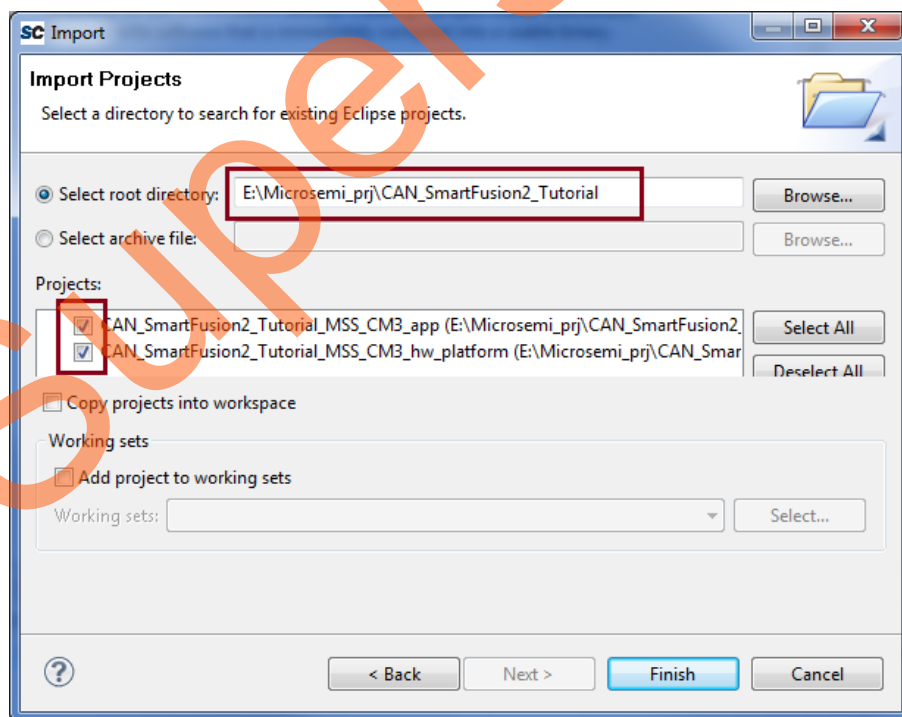 SC Import
Import Projects
Select a directory to search for existing Eclipse projects.
Select root directory: E:\Microsemi_prj\CAN_SmartFusion2_Tutorial Browse...
Select archive file: Browse...
Projects:
CAN_SmartFusion2_Tutorial_MSS_CM3_app (E:\Microsemi_prj\CAN_SmartFusion2_ Select All
CAN_SmartFusion2_Tutorial_MSS_CM3_hw_platform (E:\Microsemi_prj\CAN_Smar
Deselect All
Copy projects into workspace
Working sets
Add project to working sets
Working sets: Select...
? < Back Next > Finish Cancel
Supers